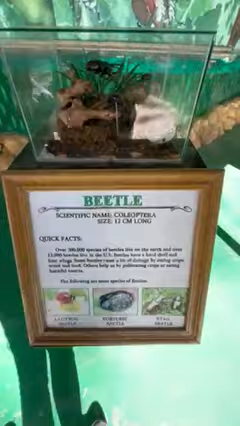 BEETLE
SCIENTIFIC NAME: COLEOPTERA
SIZE: 12 CM LONG
QUICK FACTS:
Over 300,000 species of beetles live on the earth and over
12,000 beetles live in the U.S. Beetles have a hard shell and
four wings. Some beetles cause a lot of damage by eating crops,
wood and food. Others help us by pollinating crops or eating
harmful insects.
The following are some species of Beetles.
LADYBUG
BEETLE
BEETLE
STAG
BEETLE